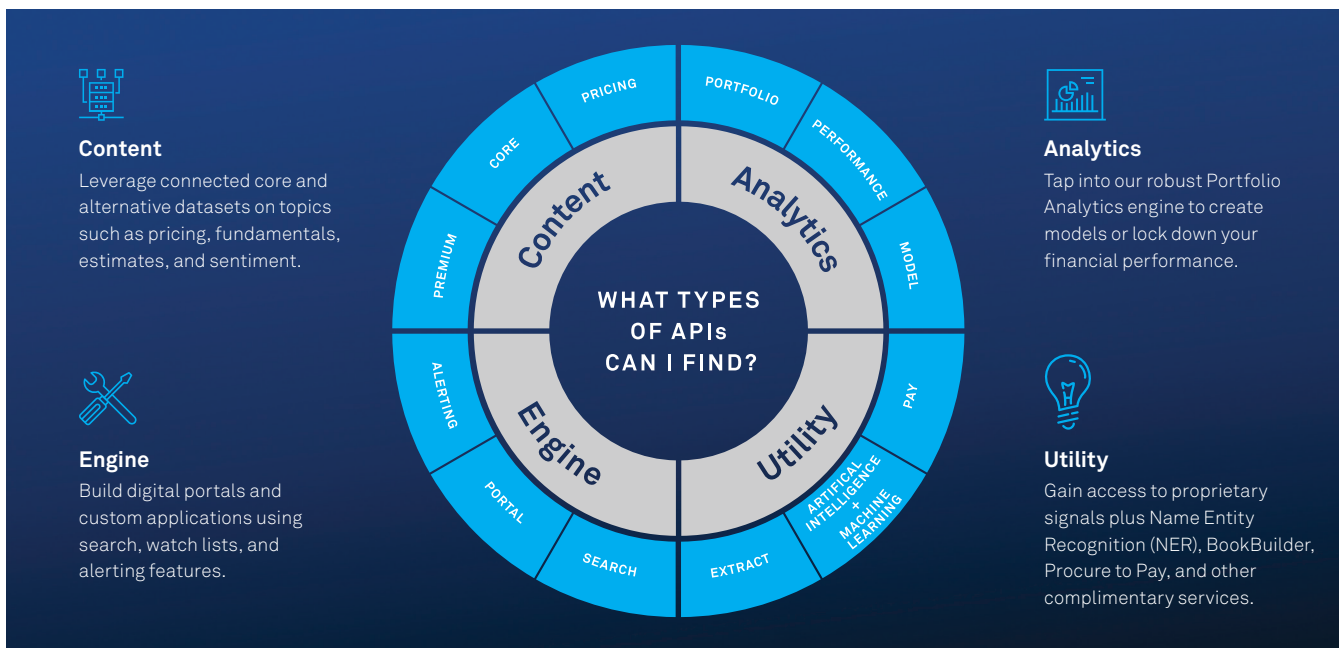 Content
Leverage connected core and
alternative datasets on topics
such as pricing, fundamentals,
estimates, and sentiment.
Engine
Build digital portals and
custom applications using
search, watch lists, and
alerting features.
PRICING
CORE
PREMIUM
Content
PORTFOLIO
PERFORMANCE
MODEL
Analytics
WHAT TYPES
OF APIs
CAN I FIND?
ALERTING
PORTAL
SEARCH
Engine
PAY
ARTIFICAL
INTELLIGENCE
+
MACHINE
LEARNING
EXTRACT
Utility
Analytics
Tap into our robust Portfolio
Analytics engine to create
models or lock down your
financial performance.
Utility
Gain access to proprietary
signals plus Name Entity
Recognition (NER), BookBuilder,
Procure to Pay, and other
complimentary services.